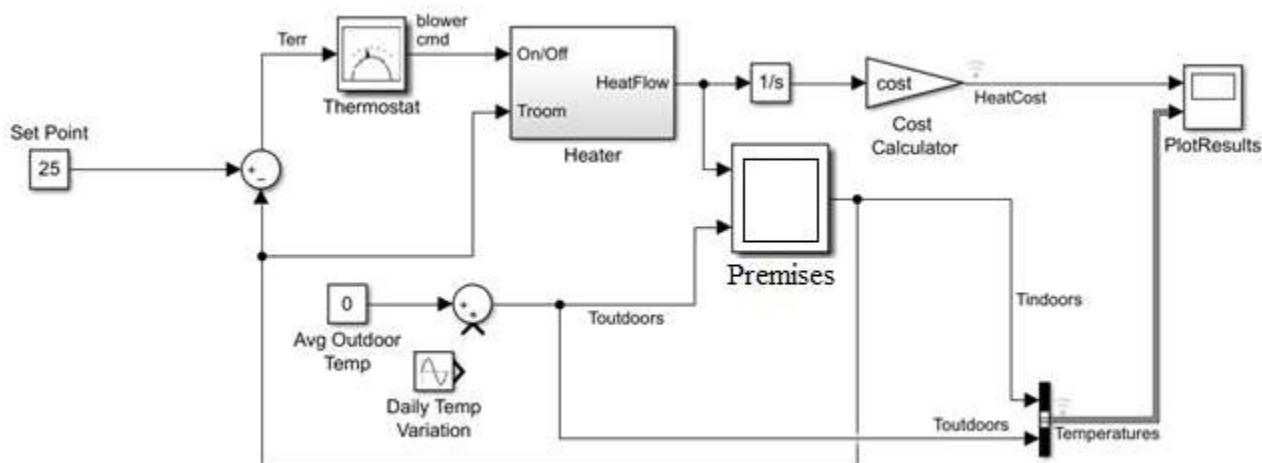 blower
cmd
Terr
On/Off
HeatFlow
1/s
cost
HeatCost
Thermostat
Troom
Cost
Calculator
PlotResults
Set Point
Heater
25
+
-
Premises
0
+
+
Toutdoors
Tindoors
Avg Outdoor
Temp
Daily Temp
Variation
Toutdoors
Temperatures